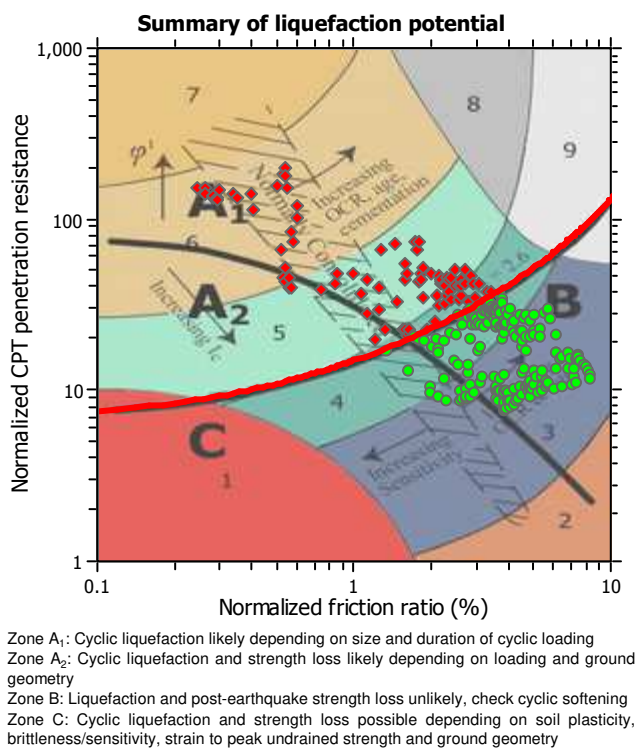 Summary of liquefaction potential
1,000
100
10
1
Normalized CPT penetration resistance
7
8
9
φ'
A1
Increasing
OCR, age,
cementation
6
A2
Increasing Ic
5
B
4
C
3
Increasing
Sensitivity
1
2
0.1
1
10
Normalized friction ratio (%)
Zone A1: Cyclic liquefaction likely depending on size and duration of cyclic loading
Zone A2: Cyclic liquefaction and strength loss likely depending on loading and ground
geometry
Zone B: Liquefaction and post-earthquake strength loss unlikely, check cyclic softening
Zone C: Cyclic liquefaction and strength loss possible depending on soil plasticity,
brittleness/sensitivity, strain to peak undrained strength and ground geometry